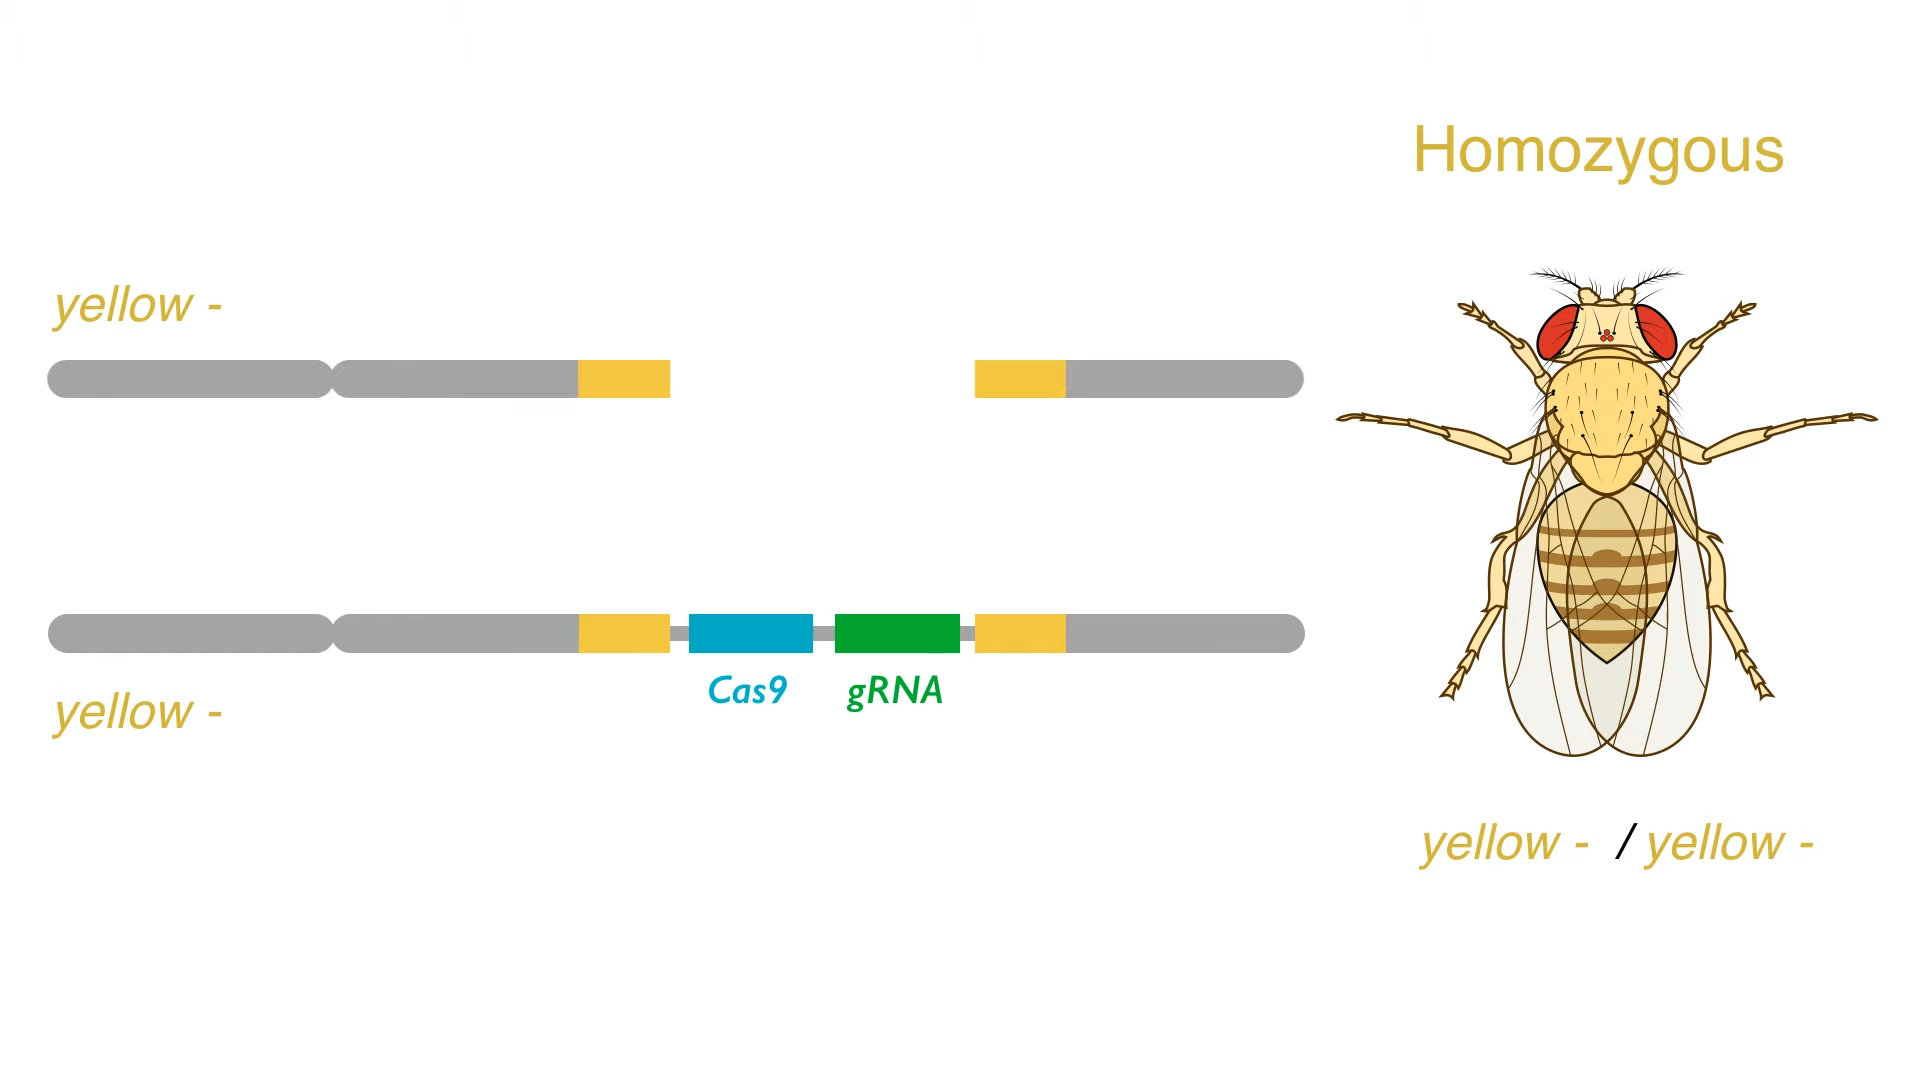 Homozygous
yellow -
Cas9
gRNA
yellow -
yellow - / yellow -